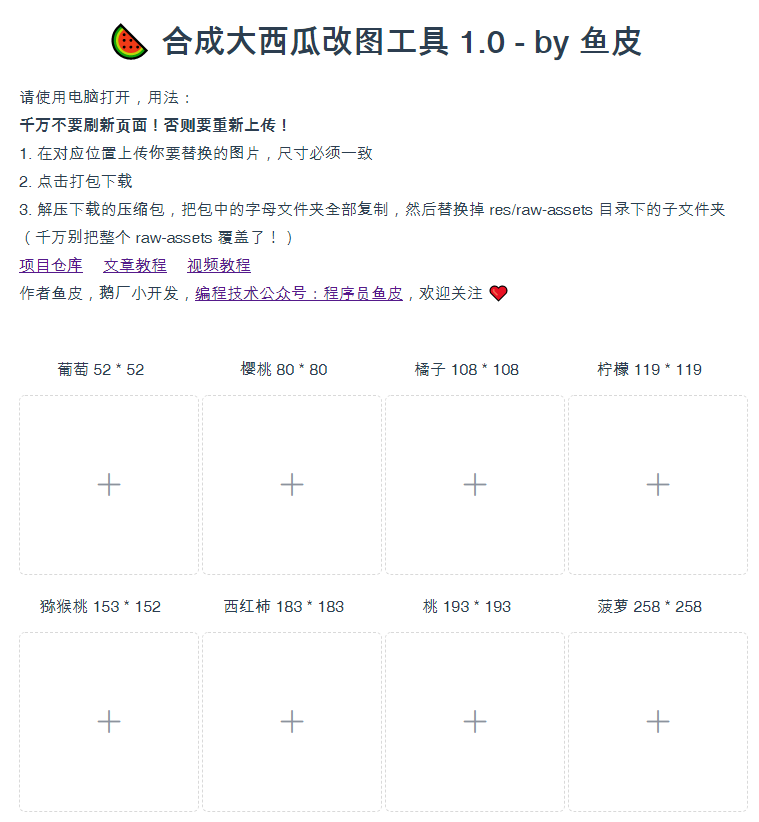 合成大西瓜改图工具 1.0 - by 鱼皮
请使用电脑打开，用法：
千万不要刷新页面！否则要重新上传！
1. 在对应位置上传你要替换的图片，尺寸必须一致
2. 点击打包下载
3. 解压下载的压缩包，把包中的字母文件夹全部复制，然后替换掉 res/raw-assets 目录下的子文件夹
（千万别把整个 raw-assets 覆盖了！）
项目仓库 文章教程 视频教程
作者鱼皮，鹅厂小开发，编程技术公众号：程序员鱼皮，欢迎关注
葡萄 52 * 52 樱桃 80 * 80 橘子 108 * 108 柠檬 119 * 119
猕猴桃 153 * 152 西红柿 183 * 183 桃 193 * 193 菠萝 258 * 258